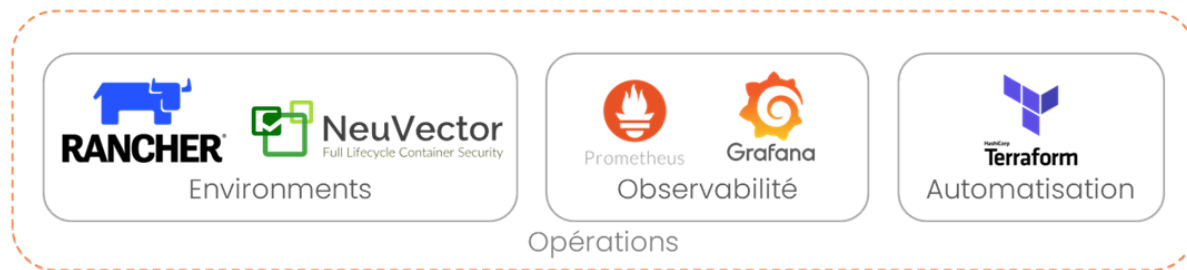 RANCHER®
NeuVector
Full Lifecycle Container Security
Environments
Prometheus
Grafana
Observabilité
HashiCorp
Terraform
Automatisation
Opérations